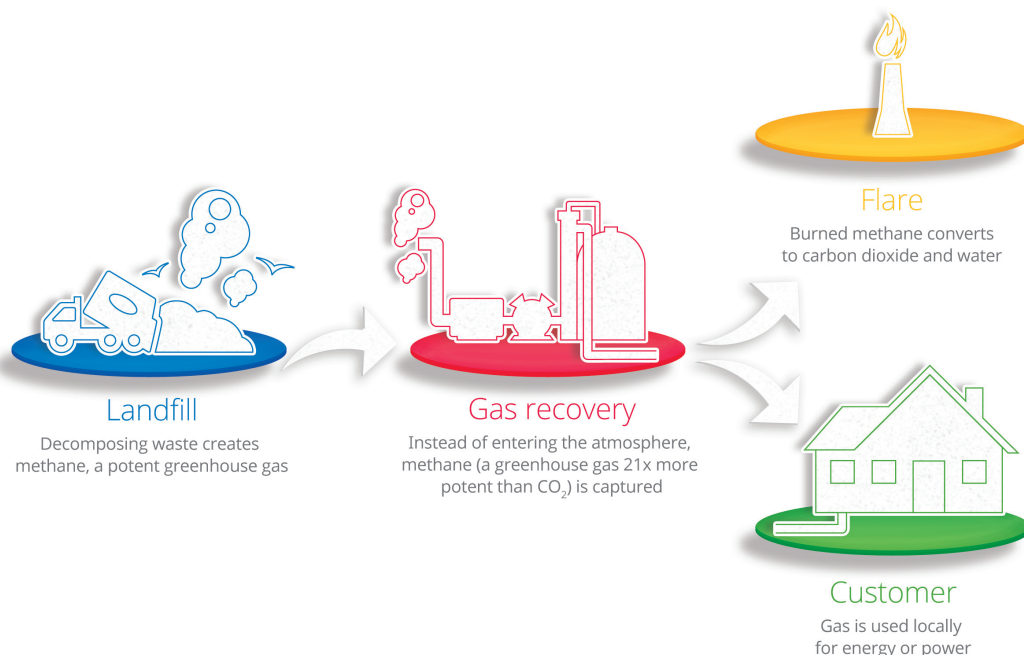 Landfill
Decomposing waste creates
methane, a potent greenhouse gas
Gas recovery
Instead of entering the atmosphere,
methane (a greenhouse gas 21x more
potent than CO₂) is captured
Flare
Burned methane converts
to carbon dioxide and water
Customer
Gas is used locally
for energy or power